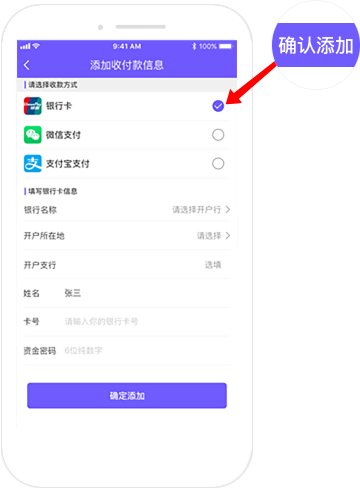 确认添加
9:41 AM
100%
添加收付款信息
请选择收款方式
银行卡
微信支付
支付宝支付
填写银行卡信息
银行名称 请选择开户行
开户所在地 请选择
开户支行 选填
姓名 张三
卡号 请输入你的银行卡号
资金密码 6位纯数字
确定添加